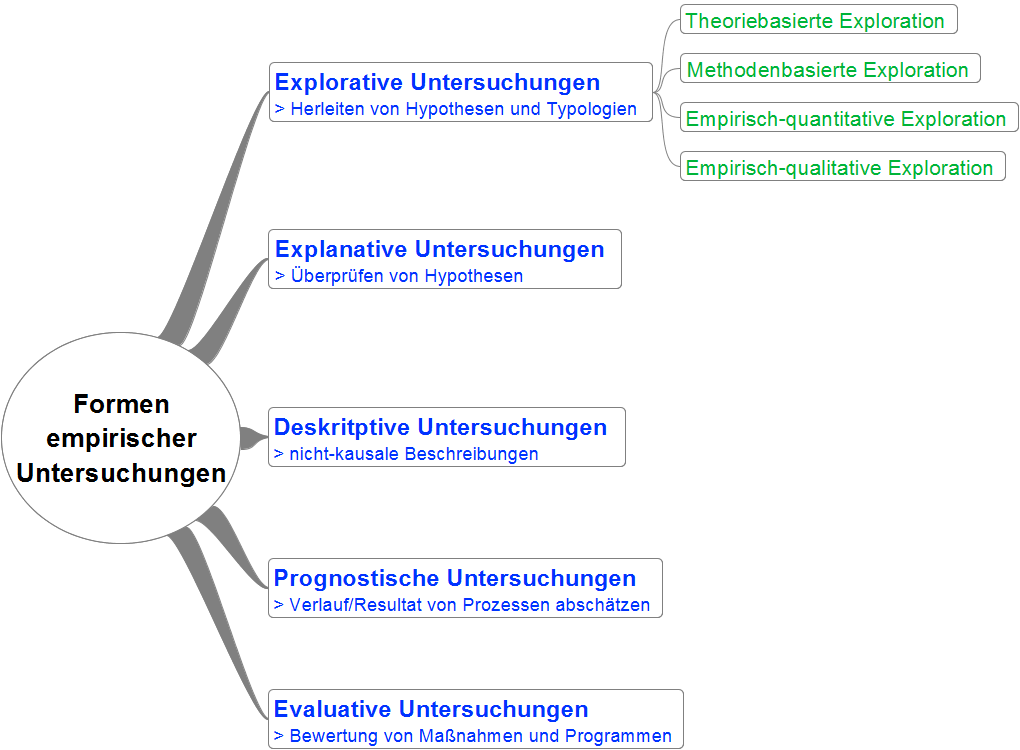 Formen
empirischer
Untersuchungen
Explorative Untersuchungen
> Herleiten von Hypothesen und Typologien
Theoriebasierte Exploration
Methodenbasierte Exploration
Empirisch-quantitative Exploration
Empirisch-qualitative Exploration
Explanative Untersuchungen
> Überprüfen von Hypothesen
Deskritptive Untersuchungen
> nicht-kausale Beschreibungen
Prognostische Untersuchungen
> Verlauf/Resultat von Prozessen abschätzen
Evaluative Untersuchungen
> Bewertung von Maßnahmen und Programmen